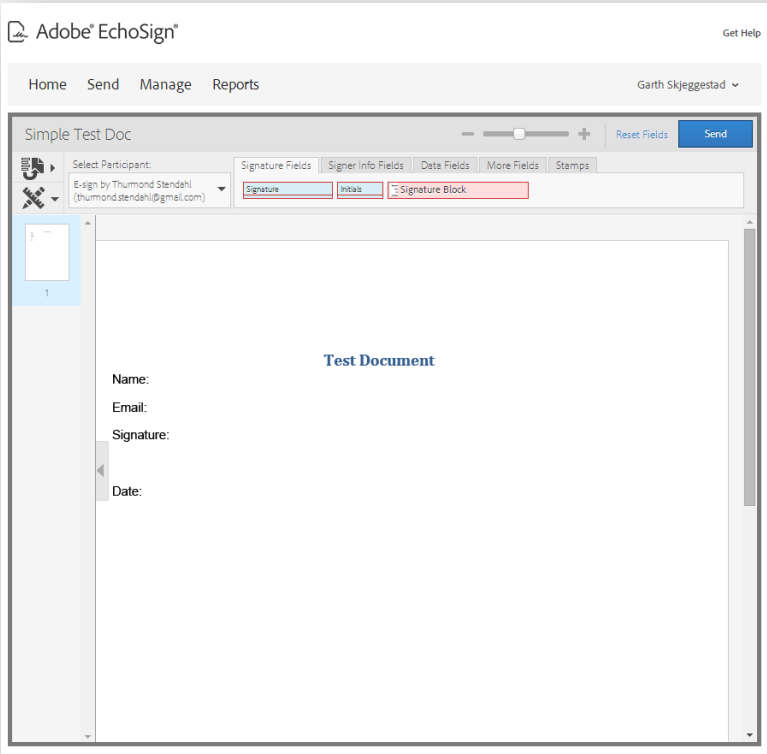 Adobe® EchoSign®
Get Help
Home Send Manage Reports
Garth Skjeggestad
Simple Test Doc
Reset Fields
Send
Select Participant:
E-sign by Thurmond Stendahl
(thurmond.stendahl@gmail.com)
Signature Fields Signer Info Fields Data Fields More Fields Stamps
Signature Initials Signature Block
1
Test Document
Name:
Email:
Signature:
Date: